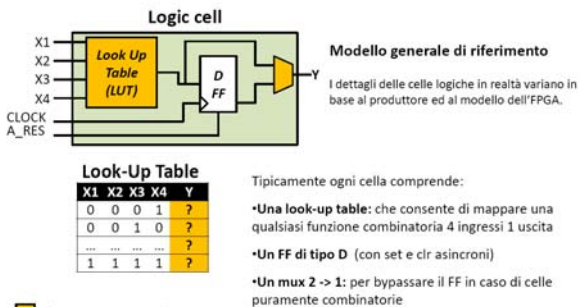 Logic cell
X1
X2
X3
X4
CLOCK
A_RES
Look Up
Table
(LUT)
D
FF
Y
Modello generale di riferimento
I dettagli delle celle logiche in realtà variano in
base al produttore ed al modello dell'FPGA.
Look-Up Table
X1 X2 X3 X4 Y
0 0 0 1 ?
0 0 1 0 ?
... ... ... ... ?
1 1 1 1 ?
Tipicamente ogni cella comprende:
•Una look-up table: che consente di mappare una
qualsiasi funzione combinatoria 4 ingressi 1 uscita
•Un FF di tipo D (con set e clr asincroni)
•Un mux 2 -> 1: per bypassare il FF in caso di celle
puramente combinatorie